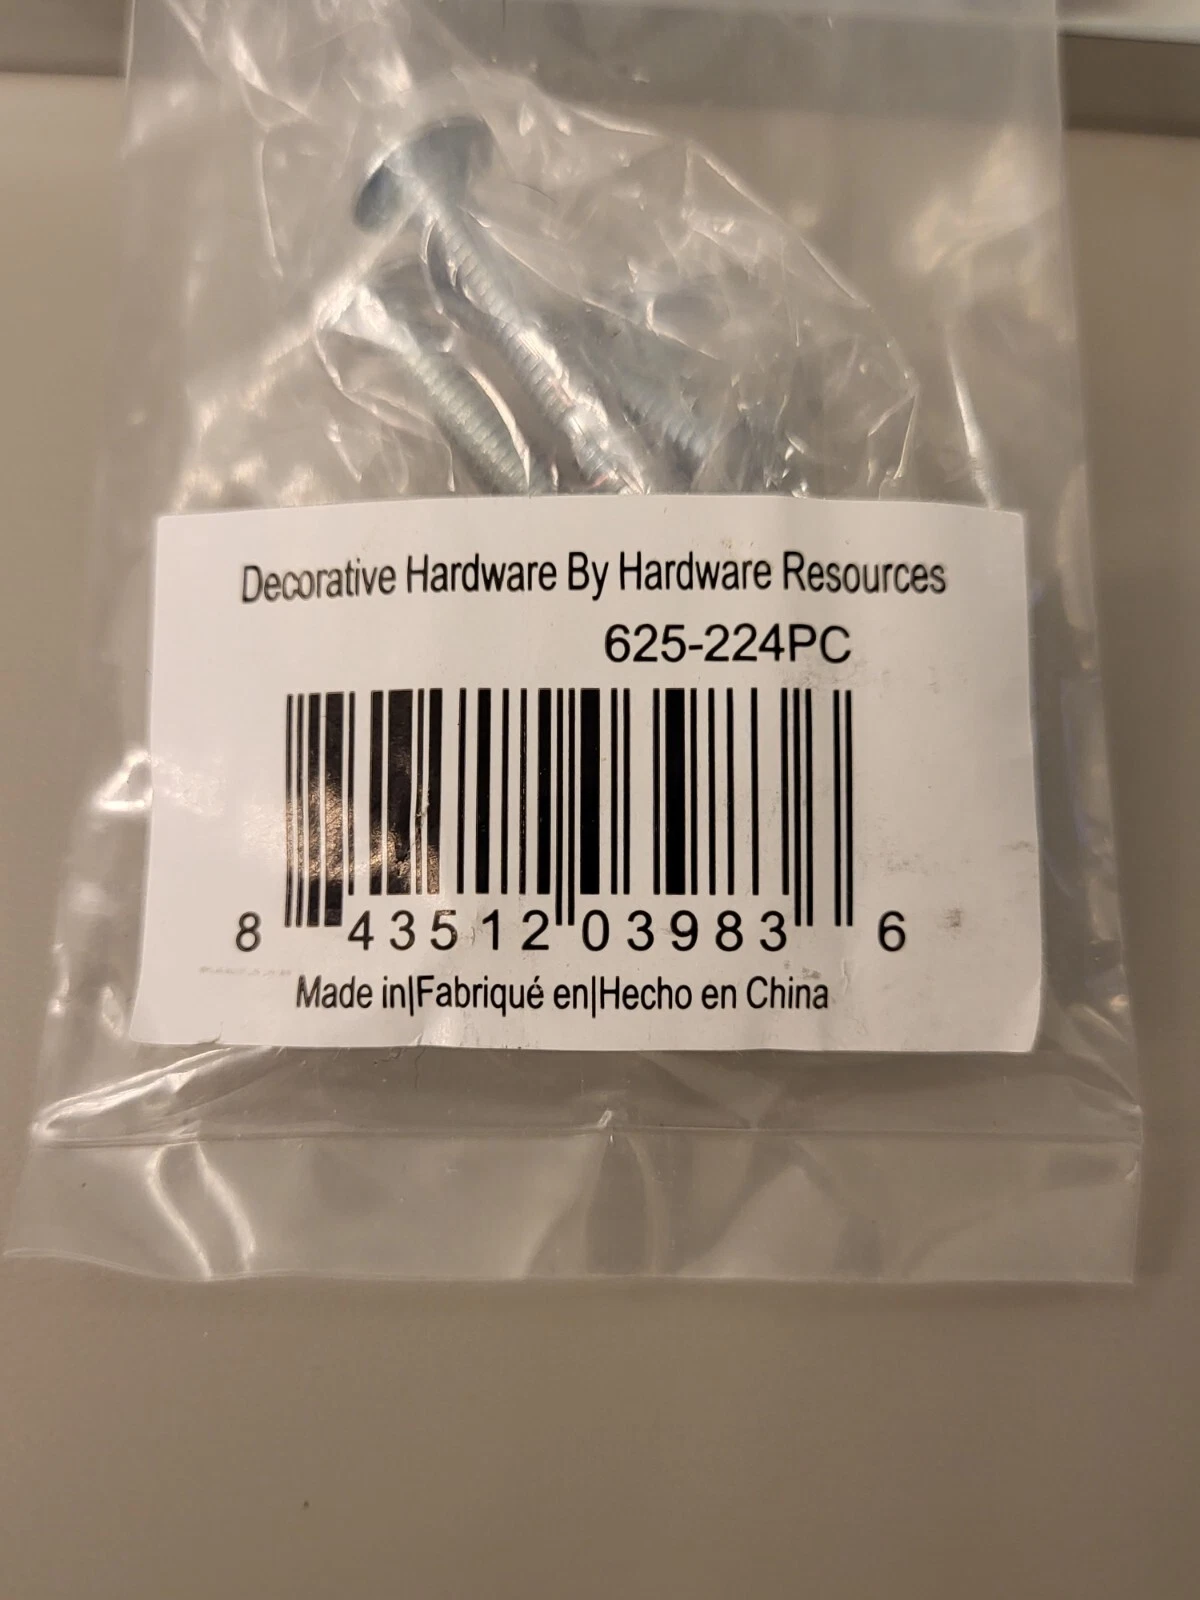 Decorative Hardware By Hardware Resources
625-224PC
8 43512 03983 6
Made in|Fabriqué en|Hecho en China